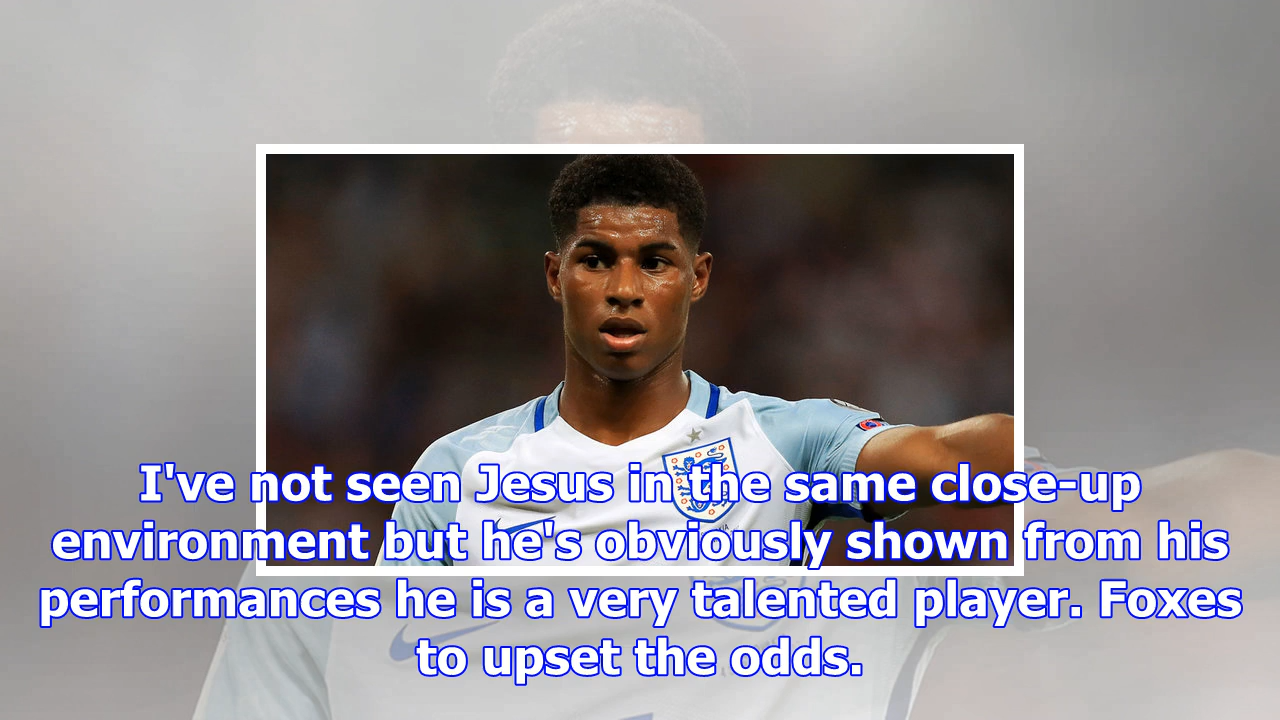 I've not seen Jesus in the same close-up
environment but he's obviously shown from his
performances he is a very talented player. Foxes
to upset the odds.